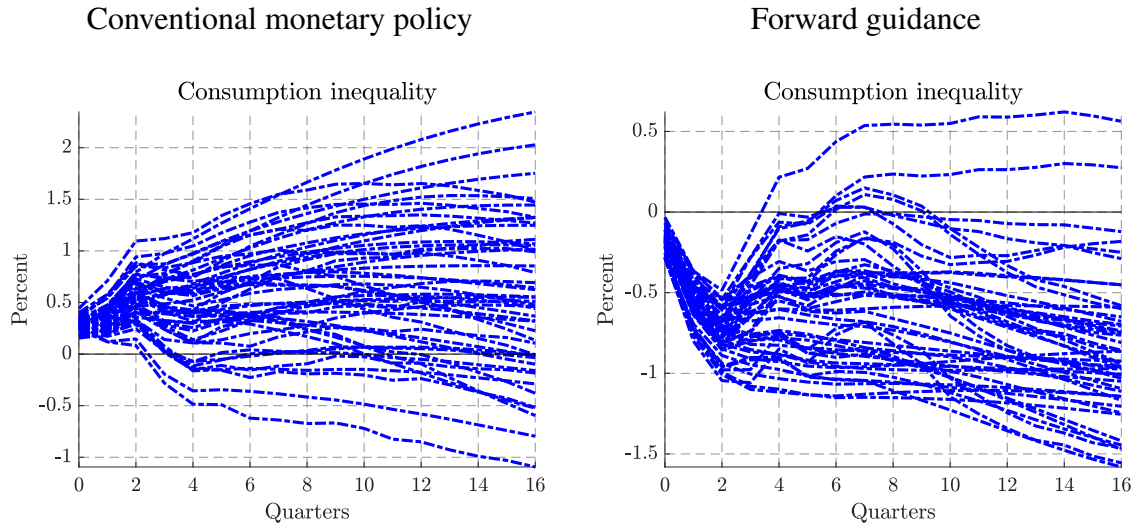 Conventional monetary policy
Forward guidance
Consumption inequality
2
1.5
1
0.5
0
-0.5
-1
Percent
0 2 4 6 8 10 12 14 16
Quarters
Consumption inequality
0.5
0
-0.5
-1
-1.5
Percent
0 2 4 6 8 10 12 14 16
Quarters